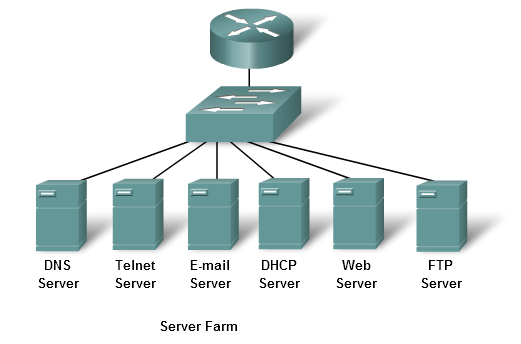 DNS Server
Telnet Server
E-mail Server
DHCP Server
Web Server
FTP Server
Server Farm